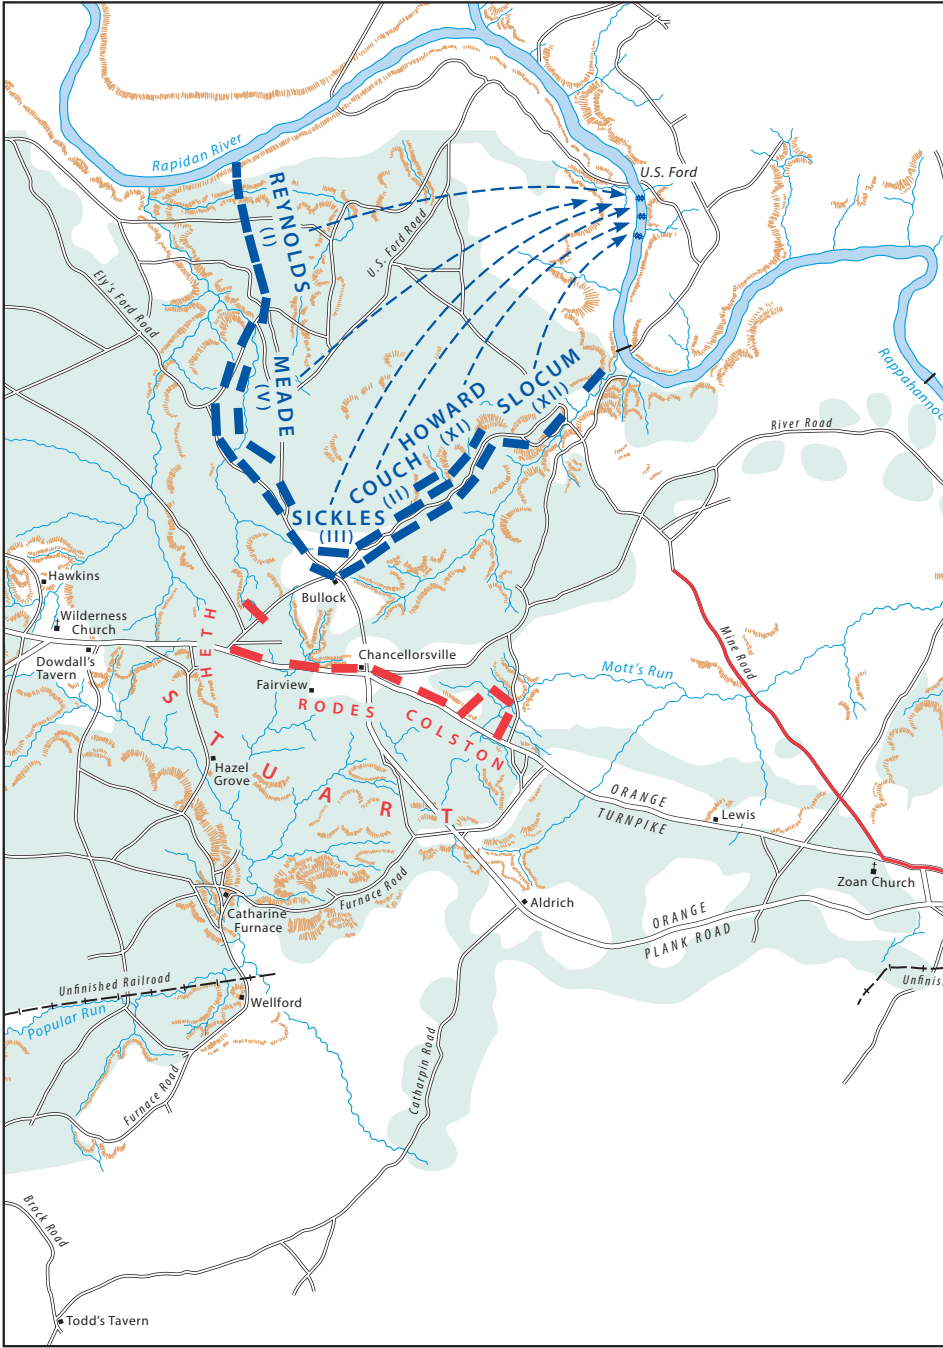 Rapidan River
U.S. Ford
REYNOLDS
(I)
U.S. Ford Road
Ely's Ford Road
MEADE
(V)
SLOCUM
(XII)
HOWARD
(XI)
COUCH
(II)
SICKLES
(III)
Rappahannoc
River Road
Hawkins
Bullock
Wilderness
Church
HETH
Chancellorsville
Dowdall's
Tavern
Fairview
Mott's Run
Mine Road
RODES
COLSTON
STUART
Hazel
Grove
ORANGE
TURNPIKE
Lewis
Zoan Church
Furnace Road
Aldrich
Catharine
Furnace
ORANGE
PLANK ROAD
Unfinished Railroad
Unfinis
Popular Run
Wellford
Furnace Road
Catharpin Road
Brock Road
Todd's Tavern